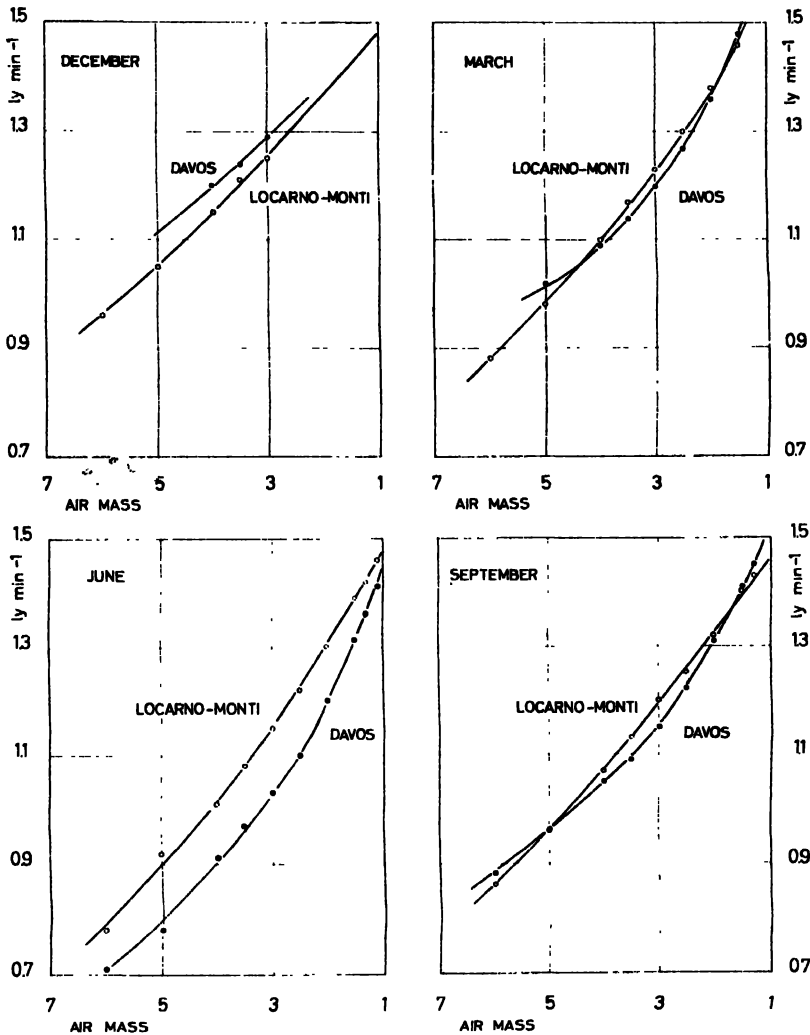 1.5
ly min-1
DECEMBER
1.3
DAVOS
LOCARNO-MONTI
1.1
0.9
0.7
7 5 3 1
AIR MASS
MARCH
1.5
ly min-1
1.3
LOCARNO-MONTI
DAVOS
1.1
0.9
0.7
7 5 3 1
AIR MASS
1.5
ly min-1
JUNE
1.3
LOCARNO-MONTI
DAVOS
1.1
0.9
0.7
7 5 3 1
AIR MASS
SEPTEMBER
1.5
ly min-1
1.3
LOCARNO-MONTI
DAVOS
1.1
0.9
0.7
7 5 3 1
AIR MASS